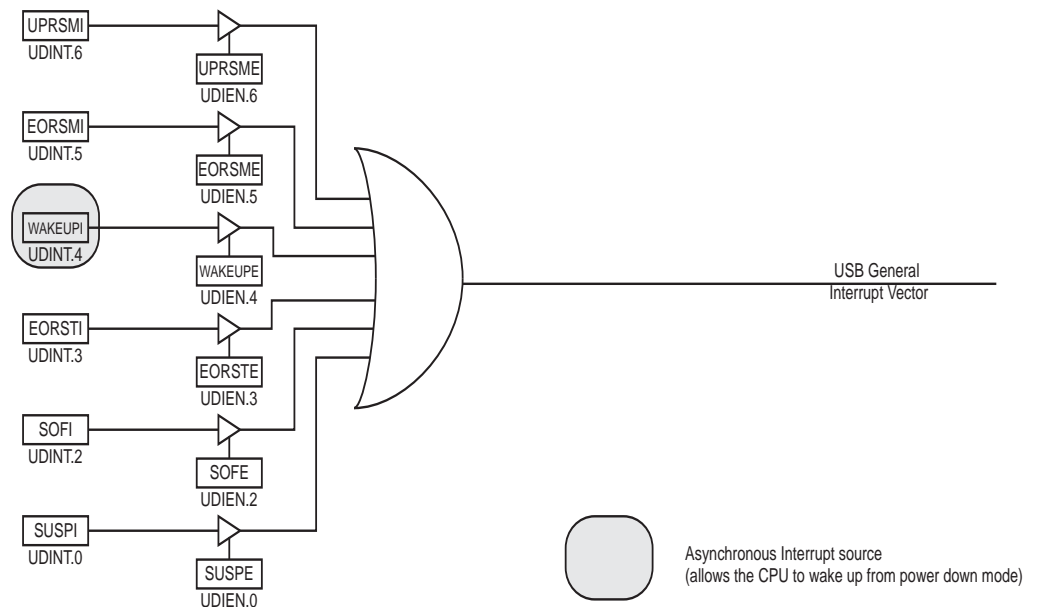 UPRSMI
UDINT.6
UPRSME
UDIEN.6
EORSMI
UDINT.5
EORSME
UDIEN.5
WAKEUPI
UDINT.4
WAKEUPE
UDIEN.4
USB General
Interrupt Vector
EORSTI
UDINT.3
EORSTE
UDIEN.3
SOFI
UDINT.2
SOFE
UDIEN.2
SUSPI
UDINT.0
SUSPE
UDIEN.0
Asynchronous Interrupt source
(allows the CPU to wake up from power down mode)